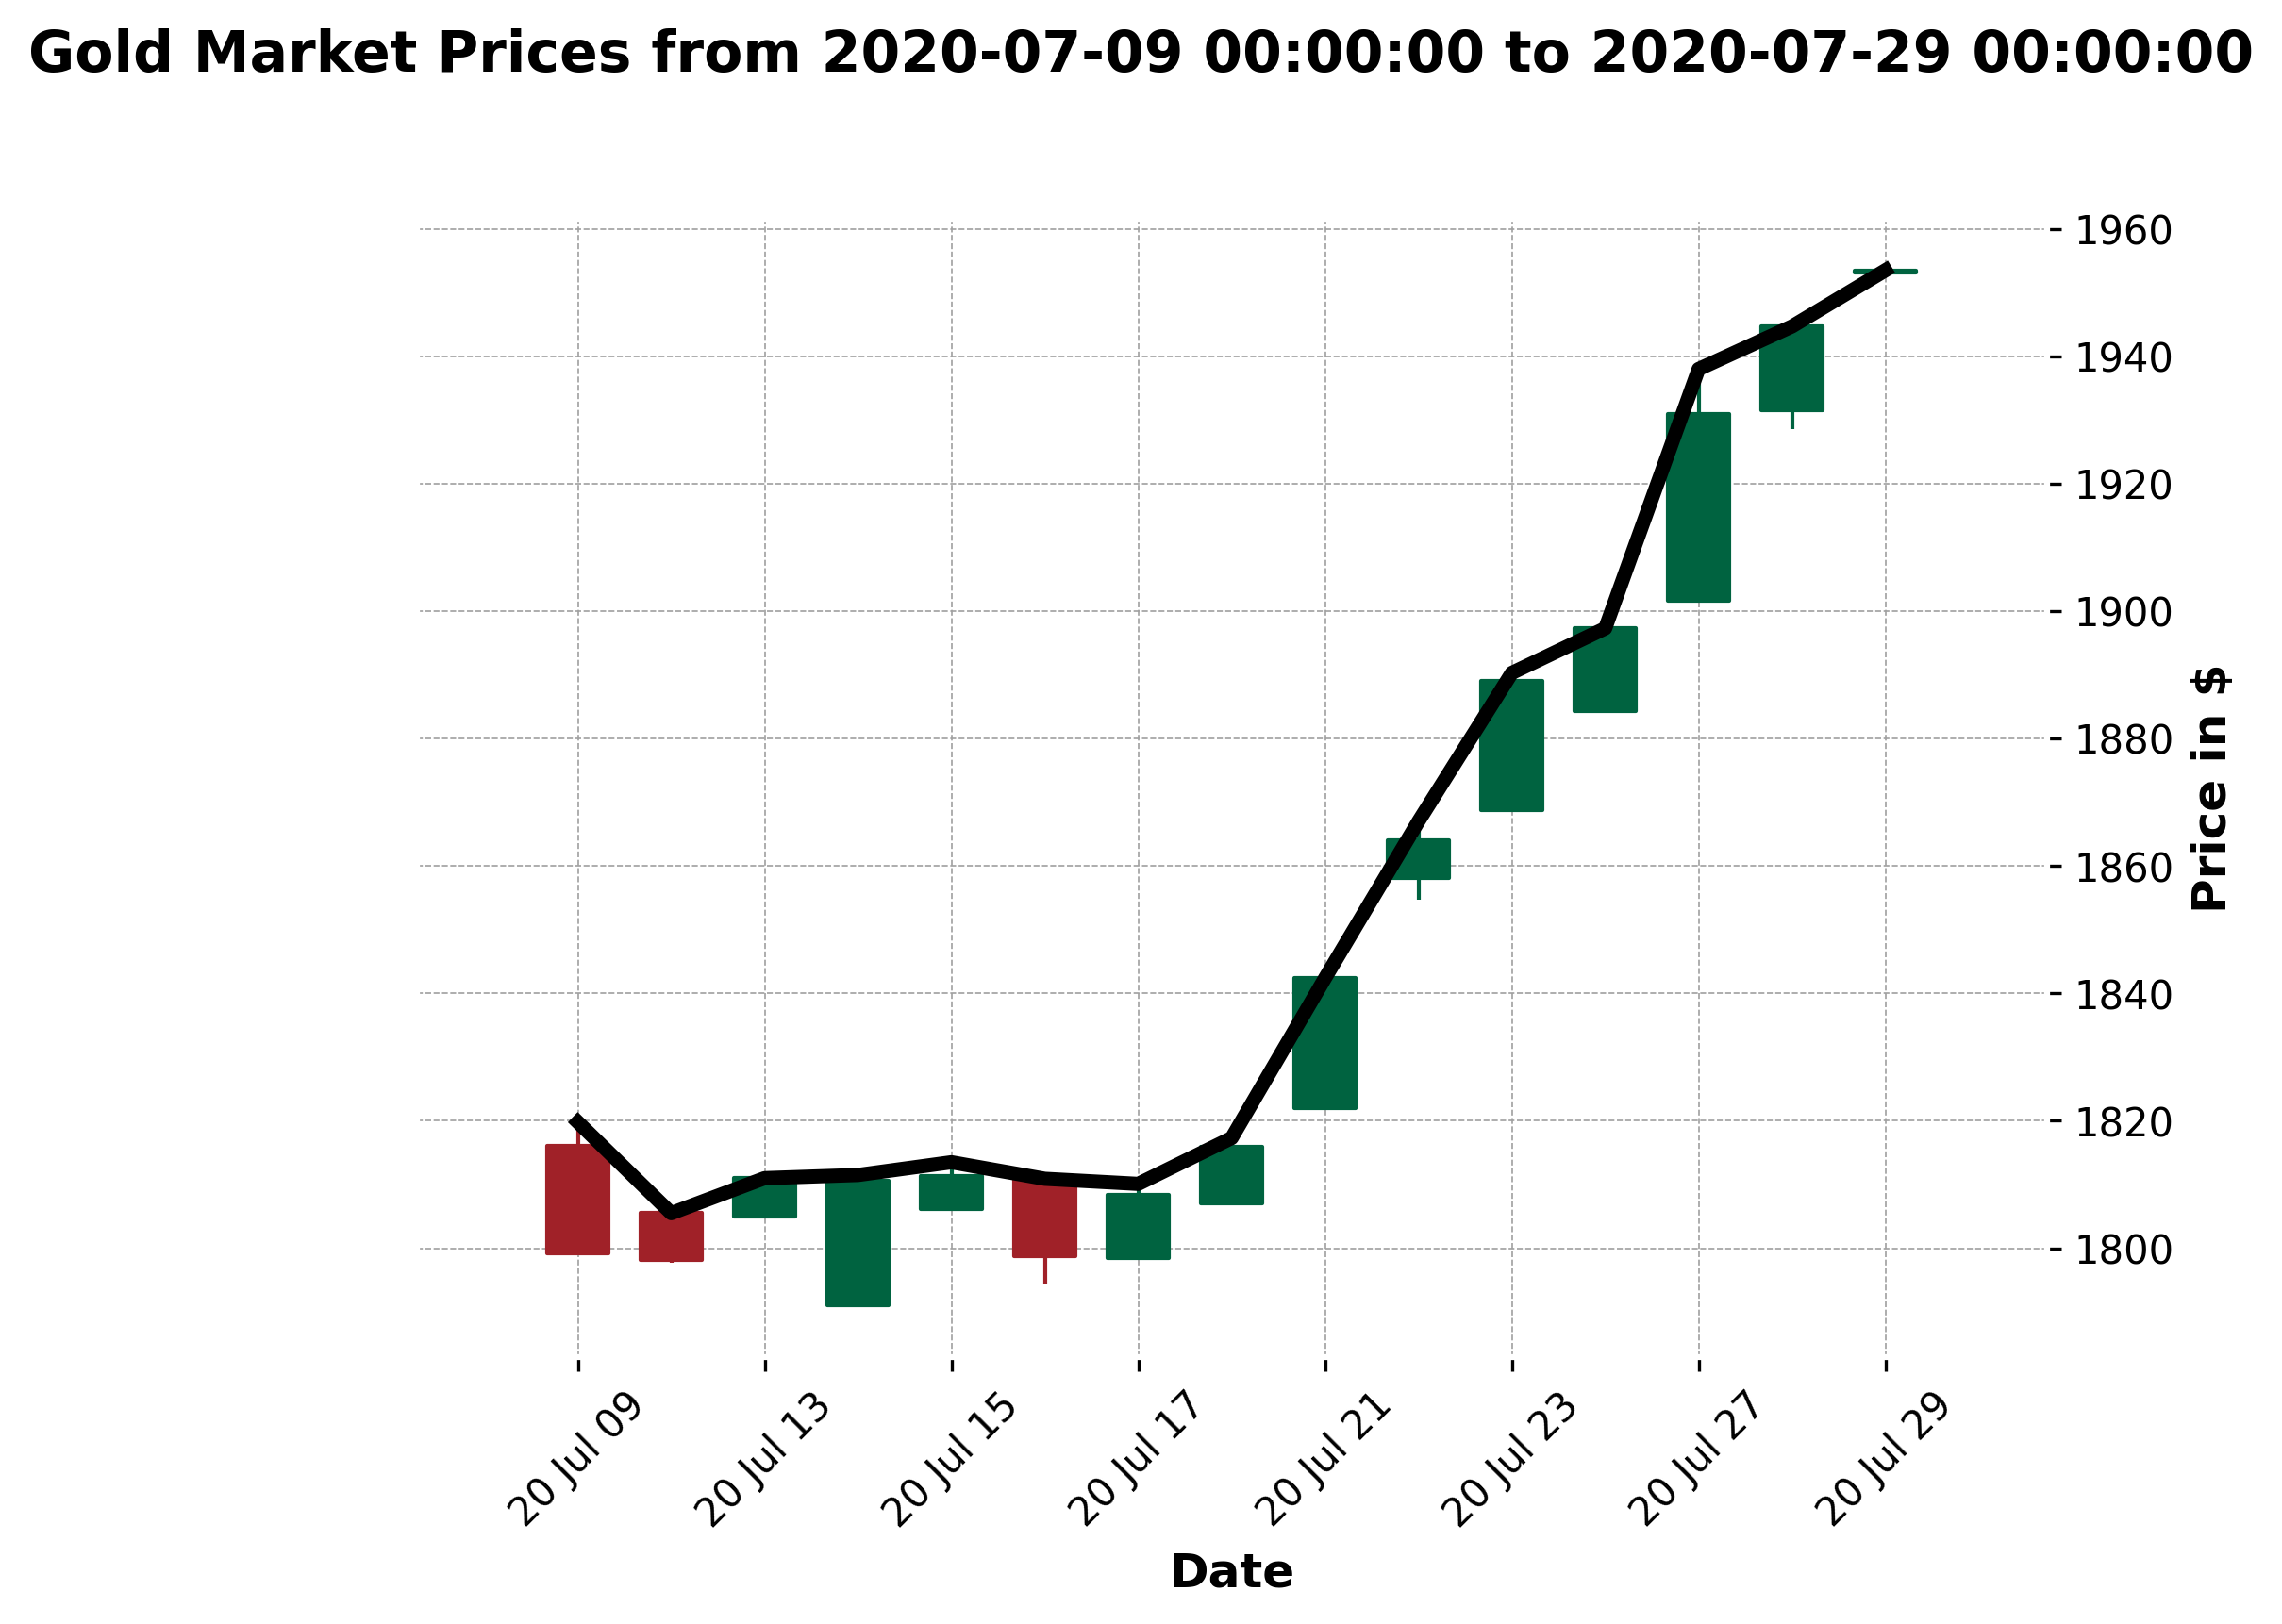 Gold Market Prices from 2020-07-09 00:00:00 to 2020-07-29 00:00:00
1960
1940
1920
1900
1880
1860
1840
1820
1800
Price in $
20 Jul 09
20 Jul 13
20 Jul 15
20 Jul 17
20 Jul 21
20 Jul 23
20 Jul 27
20 Jul 29
Date